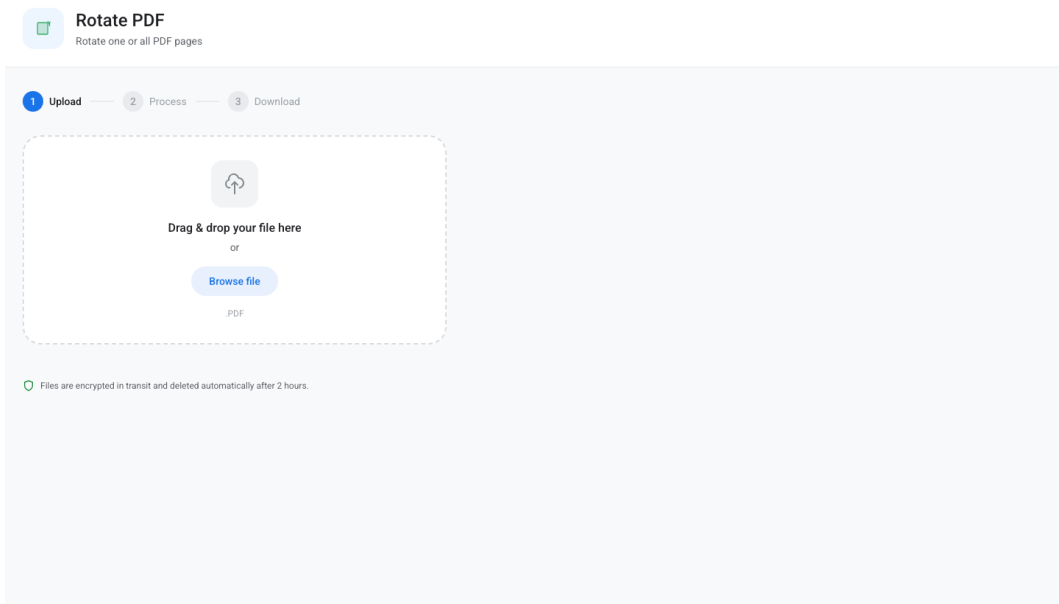 Rotate PDF
Rotate one or all PDF pages
1 Upload 2 Process 3 Download
Drag & drop your file here
or
Browse file
.PDF
Files are encrypted in transit and deleted automatically after 2 hours.